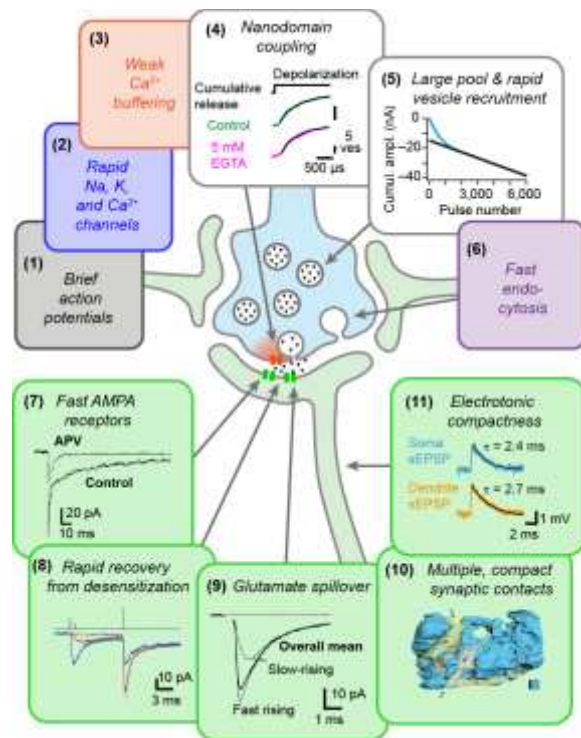 (1)
Brief
action
potentials
(2)
Rapid
Na, K,
and Ca²⁺
channels
(3)
Weak
Ca²⁺
buffering
(4)
Nanodomain
coupling
Depolarization
Cumulative
release
Control
5 mM
EGTA
5
ves
500 µs
(5)
Large pool & rapid
vesicle recruitment
Cumul. ampl. (nA)
0
−20
−40
0
3,000
6,000
Pulse number
(6)
Fast
endo-
cytosis
(7)
Fast AMPA
receptors
APV
Control
20 pA
10 ms
(8)
Rapid recovery
from desensitization
10 pA
3 ms
(9)
Glutamate spillover
Overall mean
Slow-rising
Fast rising
10 pA
1 ms
(11)
Electrotonic
compactness
Soma
τ = 2.4 ms
Dendrite
τ = 2.7 ms
1 mV
2 ms
(10)
Multiple, compact
synaptic contacts